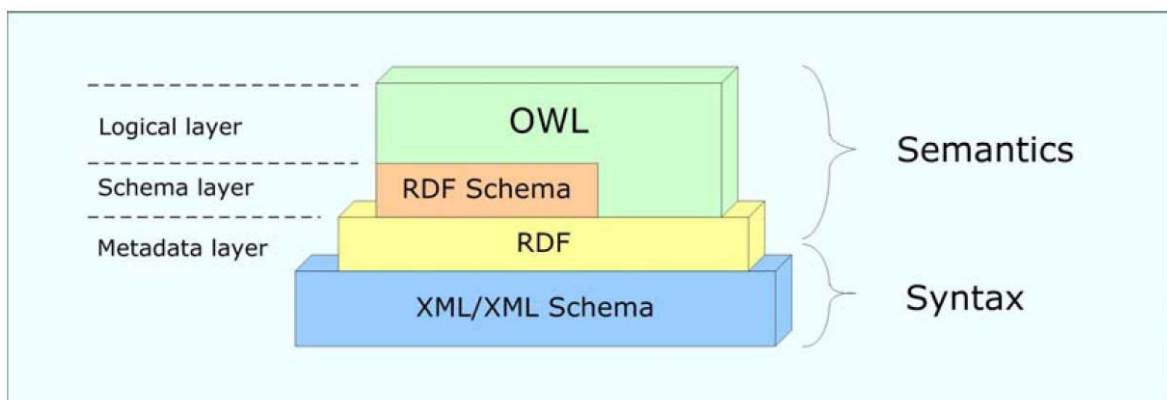 Logical layer
Schema layer
Metadata layer
OWL
RDF Schema
RDF
XML/XML Schema
Semantics
Syntax